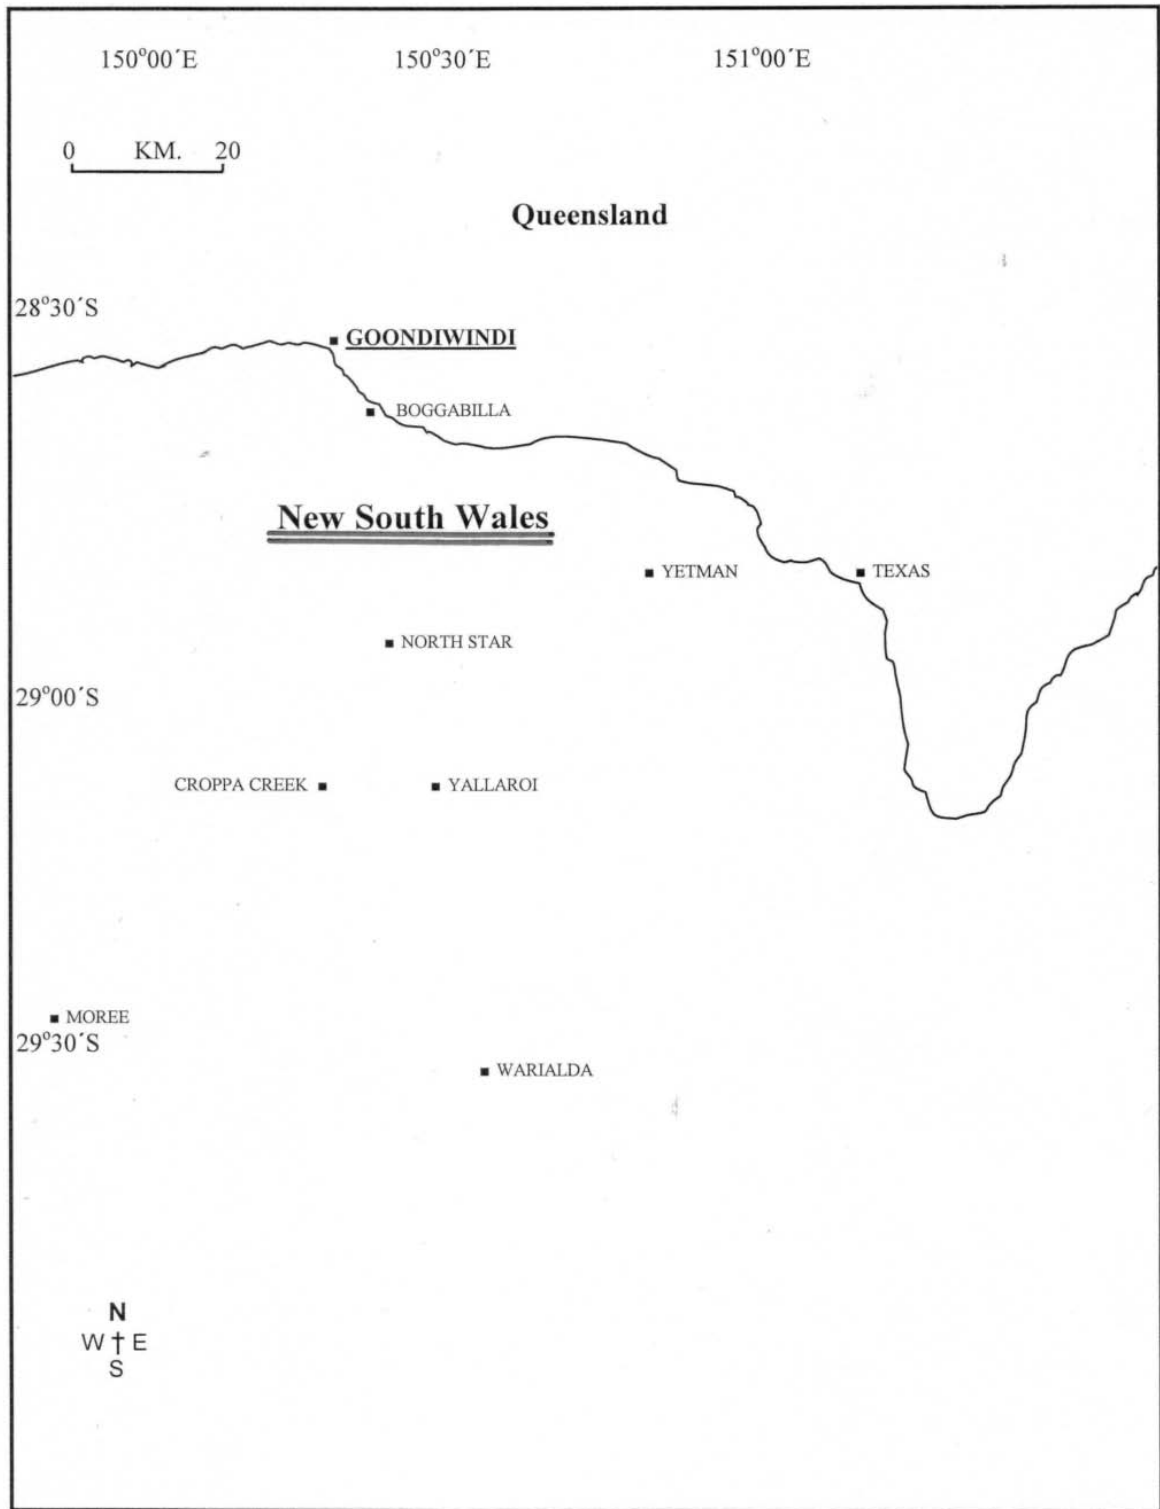 150°00´E 150°30´E 151°00´E
0 KM. 20
Queensland
28°30´S
GOONDIWINDI
BOGGABILLA
New South Wales
YETMAN
TEXAS
NORTH STAR
29°00´S
CROPPA CREEK
YALLAROI
MOREE
29°30´S
WARIALDA
N
W E
S